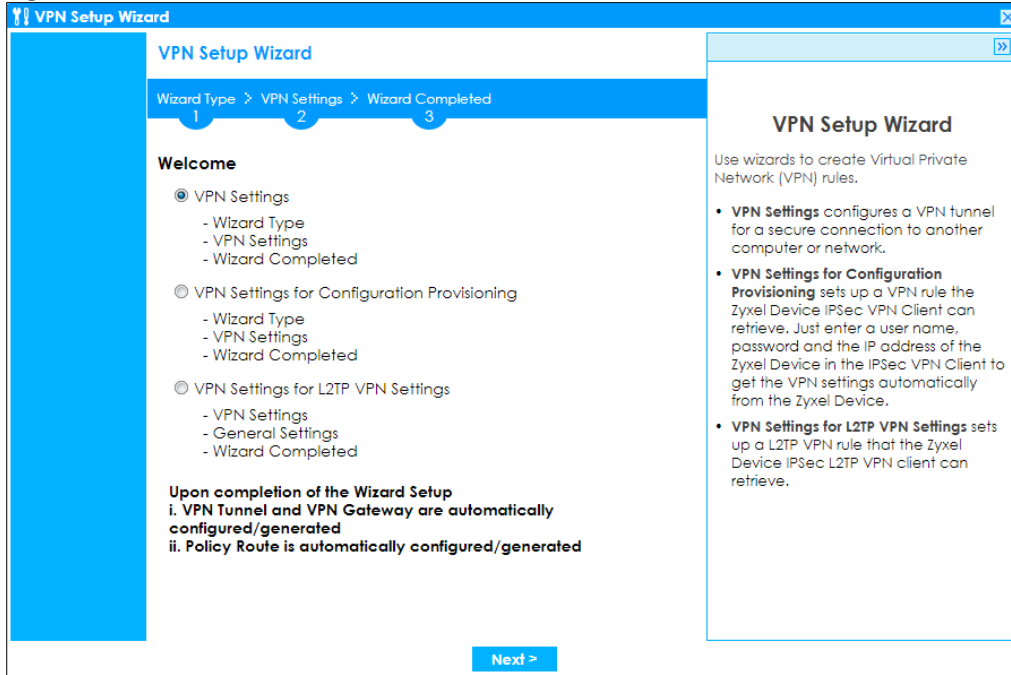 VPN Setup Wizard
VPN Setup Wizard
Wizard Type > VPN Settings > Wizard Completed
1 2 3
Welcome
VPN Settings
- Wizard Type
- VPN Settings
- Wizard Completed
VPN Settings for Configuration Provisioning
- Wizard Type
- VPN Settings
- Wizard Completed
VPN Settings for L2TP VPN Settings
- VPN Settings
- General Settings
- Wizard Completed
Upon completion of the Wizard Setup
i. VPN Tunnel and VPN Gateway are automatically
configured/generated
ii. Policy Route is automatically configured/generated
VPN Setup Wizard
Use wizards to create Virtual Private
Network (VPN) rules.
• VPN Settings configures a VPN tunnel
for a secure connection to another
computer or network.
• VPN Settings for Configuration
Provisioning sets up a VPN rule the
Zyxel Device IPSec VPN Client can
retrieve. Just enter a user name,
password and the IP address of the
Zyxel Device in the IPSec VPN Client to
get the VPN settings automatically
from the Zyxel Device.
• VPN Settings for L2TP VPN Settings sets
up a L2TP VPN rule that the Zyxel
Device IPSec L2TP VPN client can
retrieve.
Next >